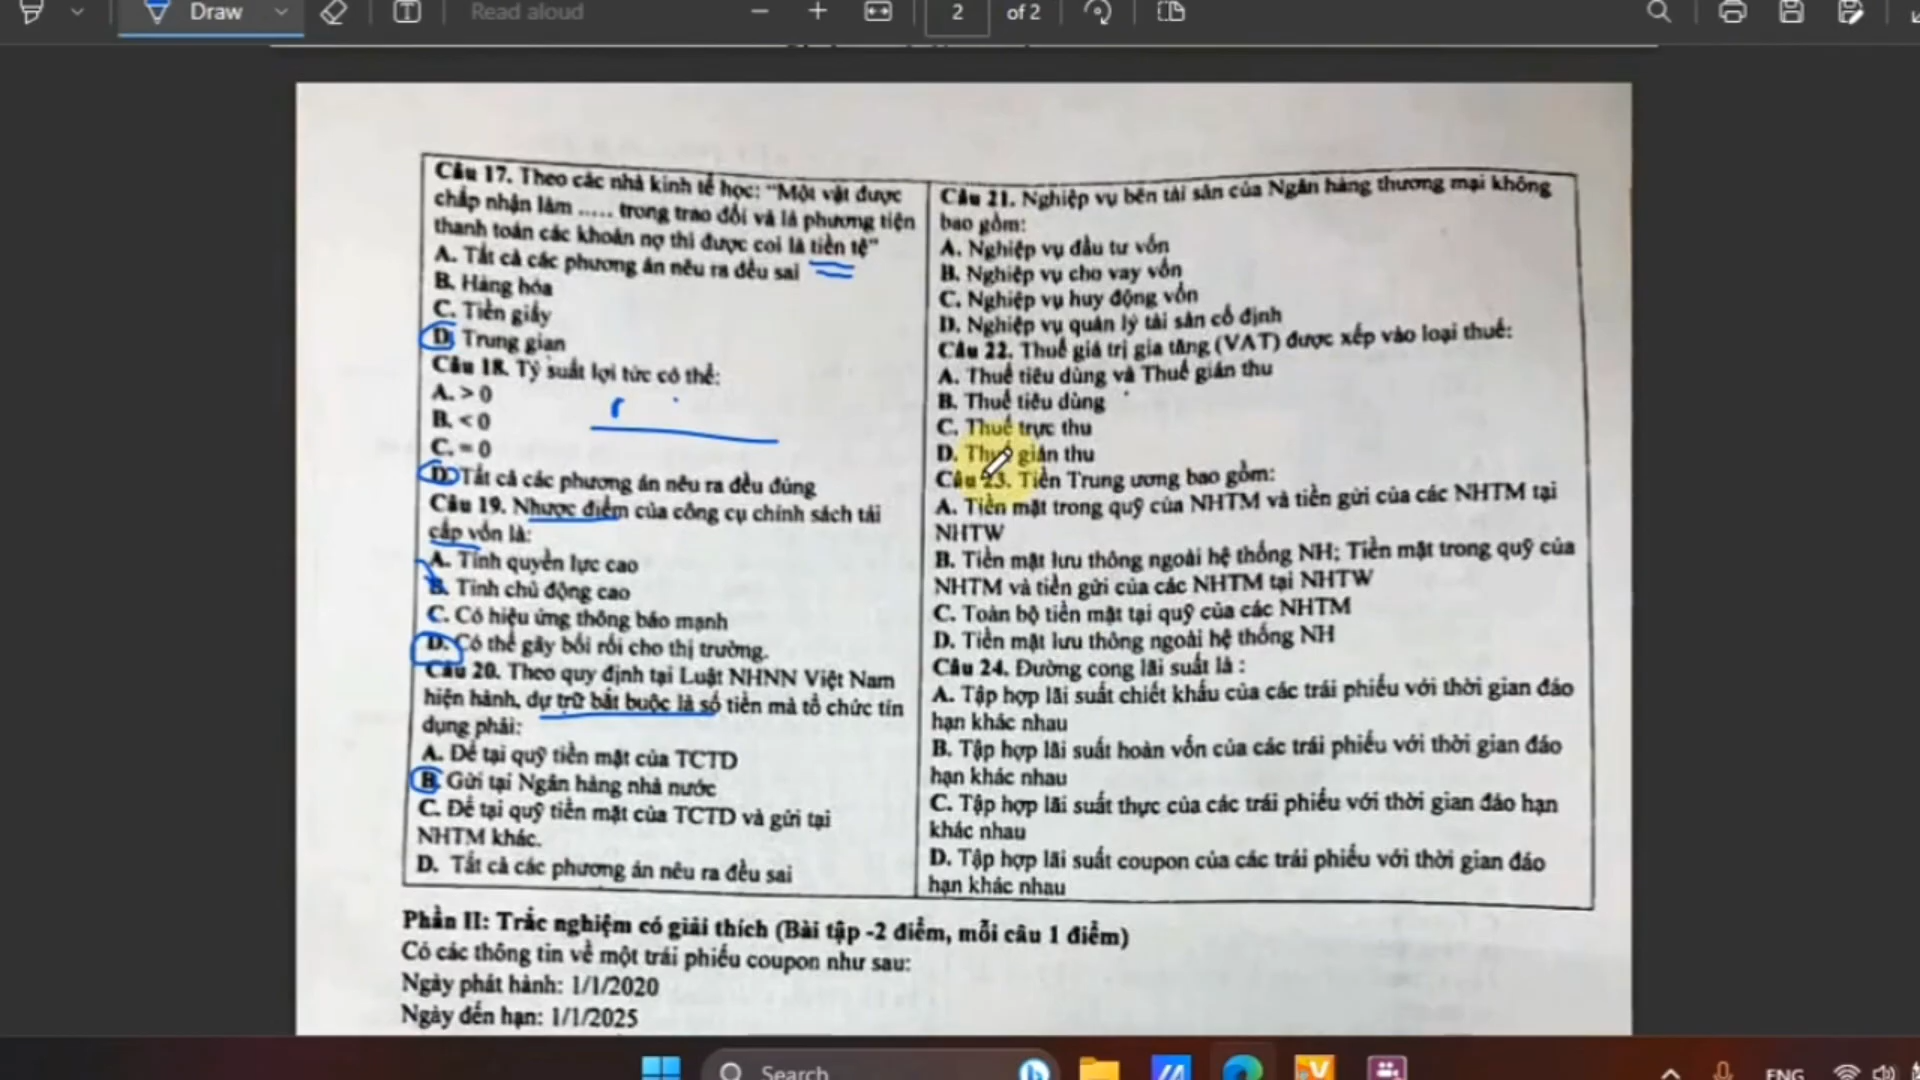 Draw
Read aloud
2
of 2
Câu 17. Theo các nhà kinh tế học: "Một vật được
chấp nhận làm ..... trong trao đổi và là phương tiện
thanh toán các khoản nợ thì được coi là tiền tệ"
A. Tất cả các phương án nêu ra đều sai
B. Hàng hóa
C. Tiền giấy
D. Trung gian
Câu 18. Tỷ suất lợi tức có thể:
A. > 0
B. < 0
C. = 0
D. Tất cả các phương án nêu ra đều đúng
Câu 19. Nhược điểm của công cụ chính sách tái
cấp vốn là:
A. Tính quyền lực cao
B. Tính chủ động cao
C. Có hiệu ứng thông báo mạnh
D. Có thể gây bối rối cho thị trường.
Câu 20. Theo quy định tại Luật NHNN Việt Nam
hiện hành, dự trữ bắt buộc là số tiền mà tổ chức tín
dụng phải:
A. Để tại quỹ tiền mặt của TCTD
B. Gửi tại Ngân hàng nhà nước
C. Để tại quỹ tiền mặt của TCTD và gửi tại
NHTM khác.
D. Tất cả các phương án nêu ra đều sai
Câu 21. Nghiệp vụ bên tài sản của Ngân hàng thương mại không
bao gồm:
A. Nghiệp vụ đầu tư vốn
B. Nghiệp vụ cho vay vốn
C. Nghiệp vụ huy động vốn
D. Nghiệp vụ quản lý tài sản cố định
Câu 22. Thuế giá trị gia tăng (VAT) được xếp vào loại thuế:
A. Thuế tiêu dùng và Thuế gián thu
B. Thuế tiêu dùng
C. Thuế trực thu
D. Thuế gián thu
Câu 23. Tiền Trung ương bao gồm:
A. Tiền mặt trong quỹ của NHTM và tiền gửi của các NHTM tại
NHTW
B. Tiền mặt lưu thông ngoài hệ thống NH; Tiền mặt trong quỹ của
NHTM và tiền gửi của các NHTM tại NHTW
C. Toàn bộ tiền mặt tại quỹ của các NHTM
D. Tiền mặt lưu thông ngoài hệ thống NH
Câu 24. Đường cong lãi suất là :
A. Tập hợp lãi suất chiết khấu của các trái phiếu với thời gian đáo
hạn khác nhau
B. Tập hợp lãi suất hoàn vốn của các trái phiếu với thời gian đáo
hạn khác nhau
C. Tập hợp lãi suất thực của các trái phiếu với thời gian đáo hạn
khác nhau
D. Tập hợp lãi suất coupon của các trái phiếu với thời gian đáo
hạn khác nhau
Phần II: Trắc nghiệm có giải thích (Bài tập -2 điểm, mỗi câu 1 điểm)
Có các thông tin về một trái phiếu coupon như sau:
Ngày phát hành: 1/1/2020
Ngày đến hạn: 1/1/2025
Search
ENG